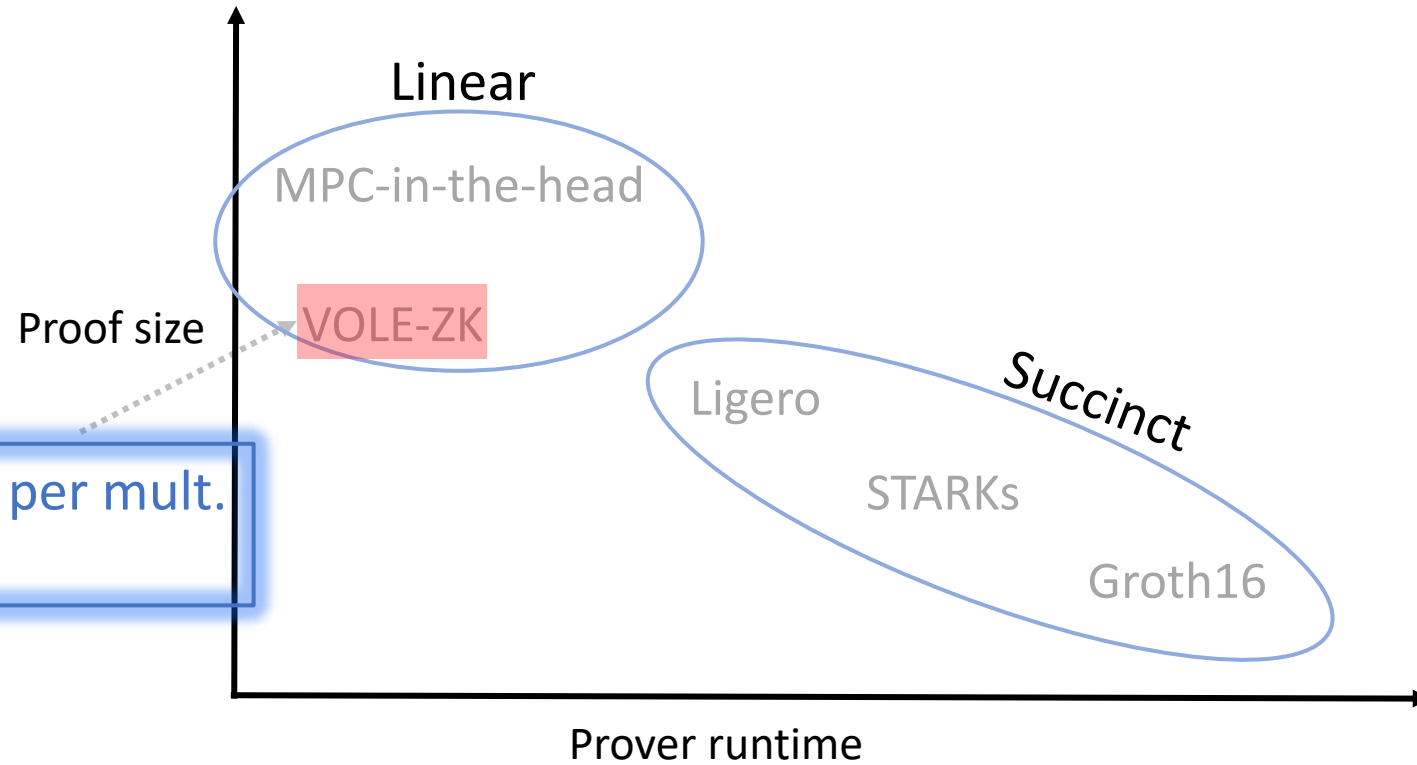 Linear
MPC-in-the-head
VOLE-ZK
Proof size
Succinct
Ligero
per mult.
STARKs
Groth16
Prover runtime